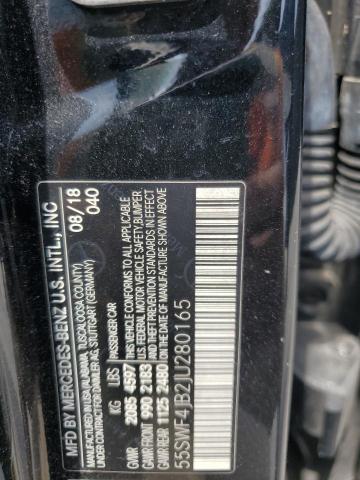 MFD BY MERCEDES-BENZ U.S. INTL., INC
MANUFACTURED IN USA/ALABAMA, TUSCALOOSA COUNTY
SUBSIDIARY OF DAIMLER AG, STUTTGART (GERMANY)
08/18
PASSENGER CAR
040
KG LBS
GVWR 2085 4597
GAWR FRONT 990 2183
GAWR REAR 1125 2480
THIS VEHICLE CONFORMS TO ALL APPLICABLE
U.S. FEDERAL MOTOR VEHICLE SAFETY, BUMPER,
AND THEFT PREVENTION STANDARDS IN EFFECT
ON THE DATE OF MANUFACTURE SHOWN ABOVE.
55SWF4JB2JU280165